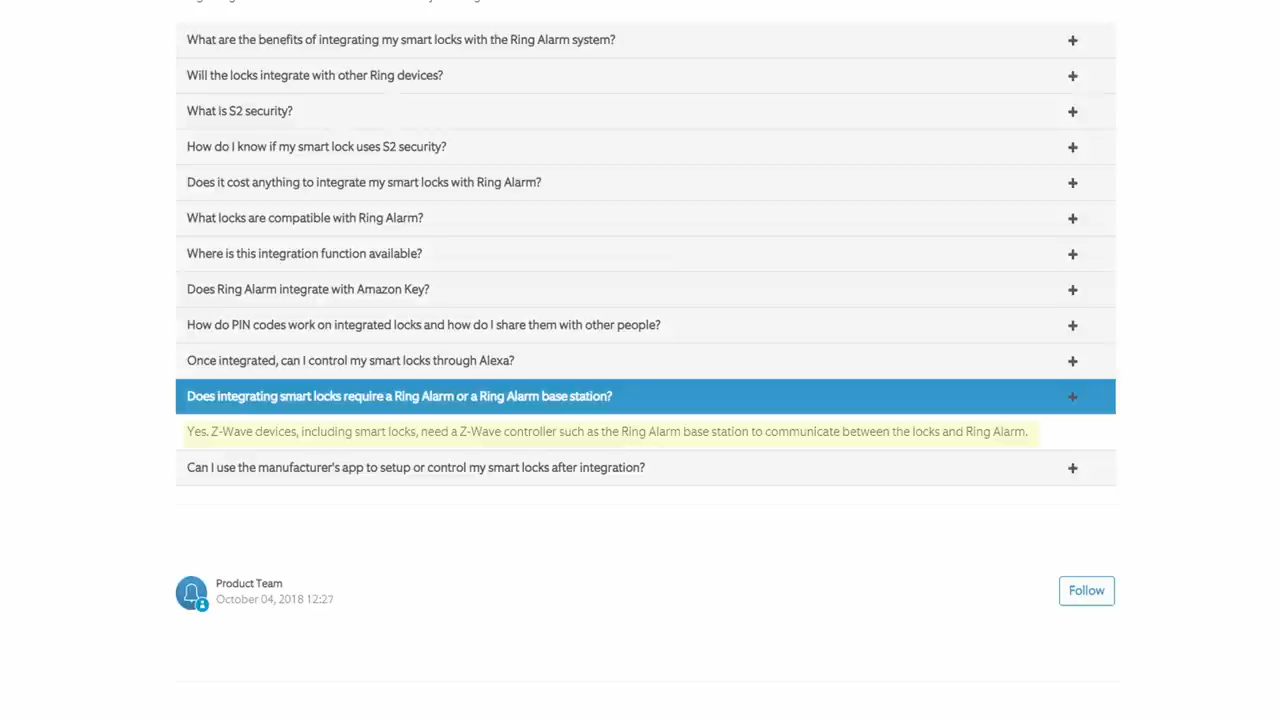 What are the benefits of integrating my smart locks with the Ring Alarm system?
Will the locks integrate with other Ring devices?
What is S2 security?
How do I know if my smart lock uses S2 security?
Does it cost anything to integrate my smart locks with Ring Alarm?
What locks are compatible with Ring Alarm?
Where is this integration function available?
Does Ring Alarm integrate with Amazon Key?
How do PIN codes work on integrated locks and how do I share them with other people?
Once integrated, can I control my smart locks through Alexa?
Does integrating smart locks require a Ring Alarm or a Ring Alarm base station?
Yes. Z-Wave devices, including smart locks, need a Z-Wave controller such as the Ring Alarm base station to communicate between the locks and Ring Alarm.
Can I use the manufacturer's app to setup or control my smart locks after integration?
Product Team
October 04, 2018 12:27
Follow